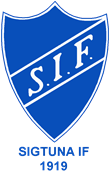 S.I.F.
SIGTUNA IF
1919